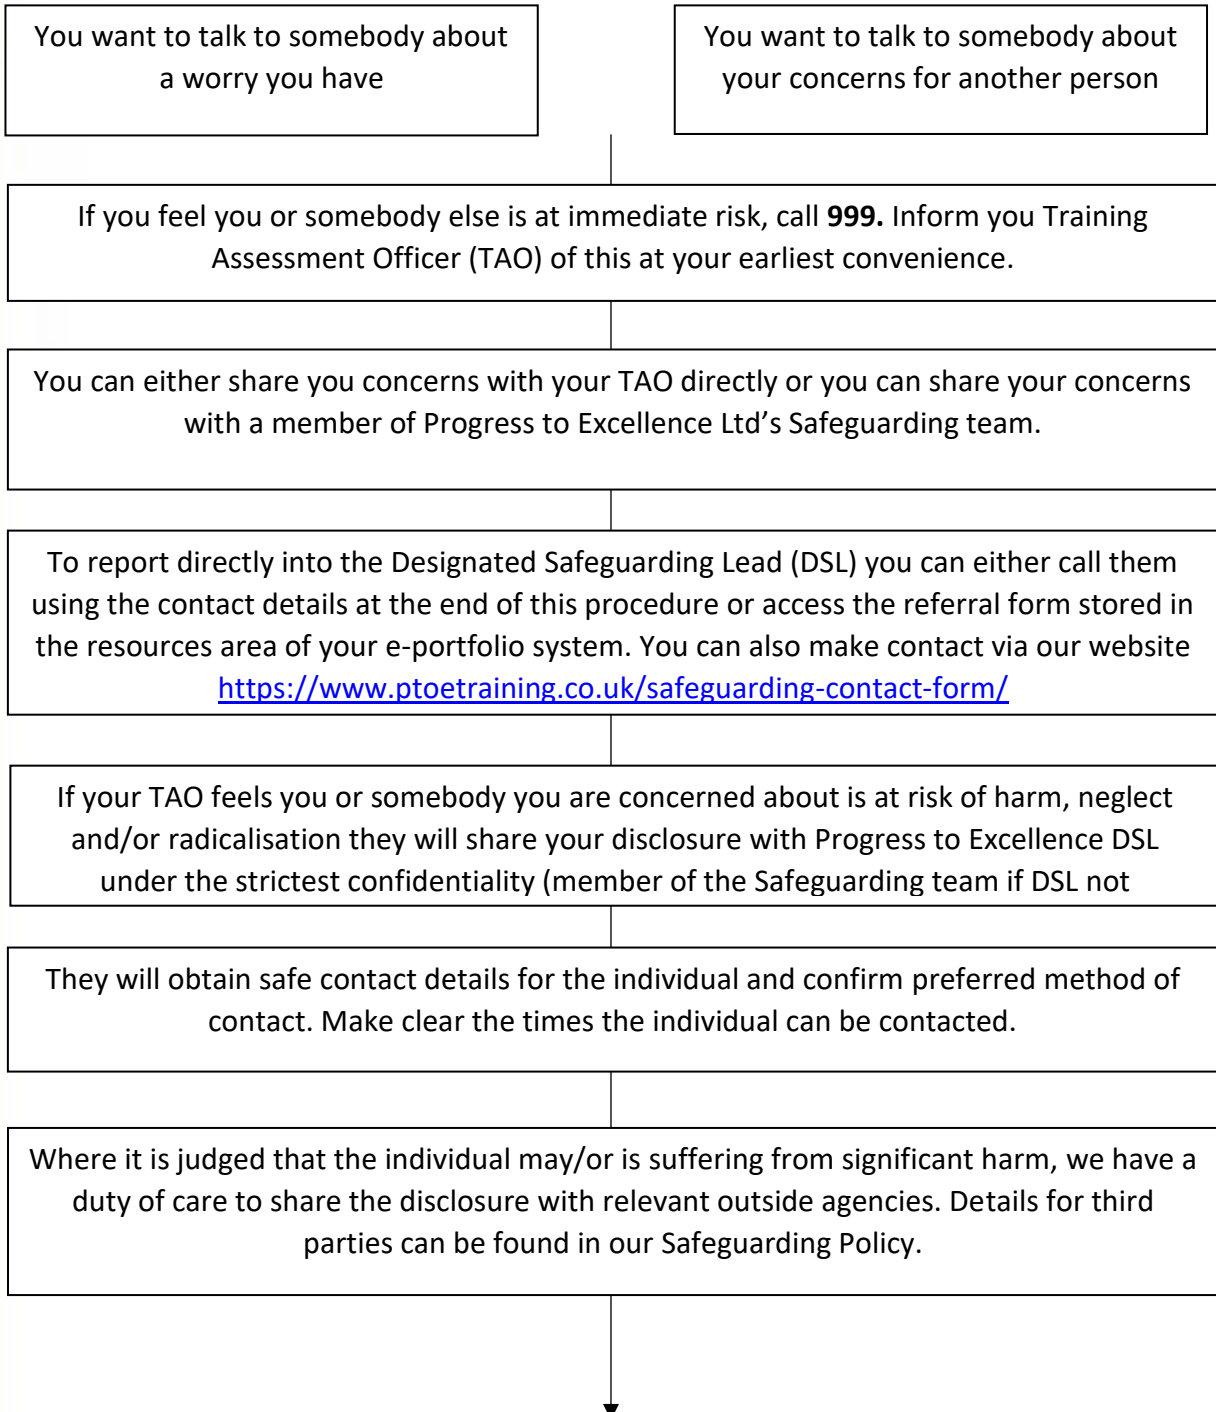 You want to talk to somebody about
a worry you have
You want to talk to somebody about
your concerns for another person
If you feel you or somebody else is at immediate risk, call 999. Inform you Training
Assessment Officer (TAO) of this at your earliest convenience.
You can either share you concerns with your TAO directly or you can share your concerns
with a member of Progress to Excellence Ltd’s Safeguarding team.
To report directly into the Designated Safeguarding Lead (DSL) you can either call them
using the contact details at the end of this procedure or access the referral form stored in
the resources area of your e-portfolio system. You can also make contact via our website
https://www.ptoetraining.co.uk/safeguarding-contact-form/
If your TAO feels you or somebody you are concerned about is at risk of harm, neglect
and/or radicalisation they will share your disclosure with Progress to Excellence DSL
under the strictest confidentiality (member of the Safeguarding team if DSL not
They will obtain safe contact details for the individual and confirm preferred method of
contact. Make clear the times the individual can be contacted.
Where it is judged that the individual may/or is suffering from significant harm, we have a
duty of care to share the disclosure with relevant outside agencies. Details for third
parties can be found in our Safeguarding Policy.